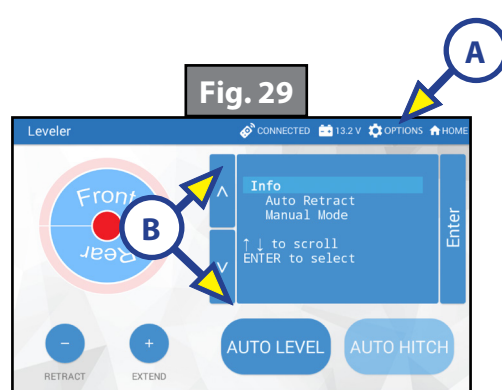 A
Fig. 29
Leveler CONNECTED 13.2 V OPTIONS HOME
Front
Rear
B
Info
Auto Retract
Manual Mode
↑ ↓ to scroll
ENTER to select
Enter
- +
RETRACT EXTEND
AUTO LEVEL AUTO HITCH